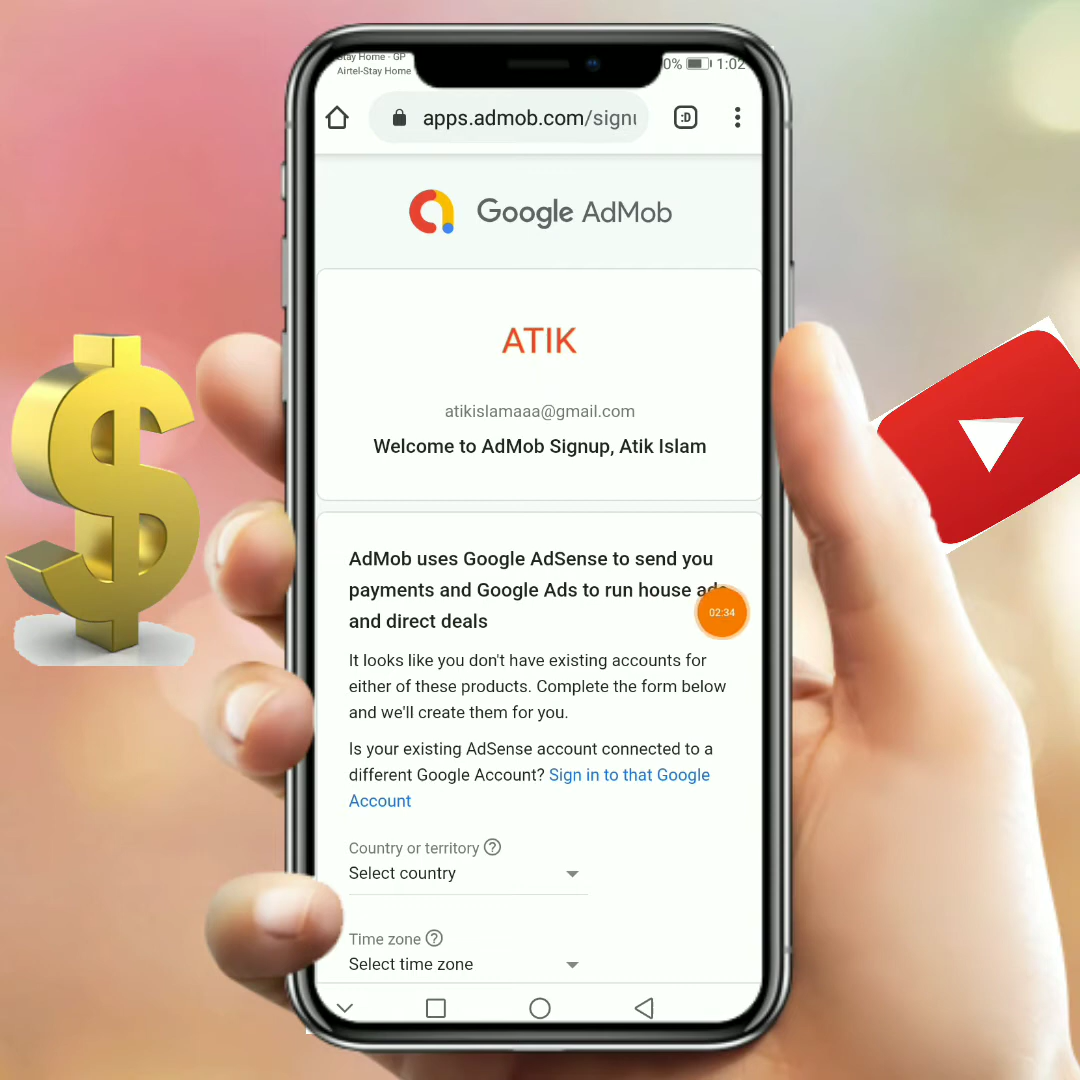 Stay Home - GP
Airtel-Stay Home
0% 1:02
:D
apps.admob.com/signu
Google AdMob
ATIK
atikislamaaa@gmail.com
Welcome to AdMob Signup, Atik Islam
AdMob uses Google AdSense to send you
payments and Google Ads to run house ads
and direct deals
02:34
It looks like you don't have existing accounts for
either of these products. Complete the form below
and we'll create them for you.
Is your existing AdSense account connected to a
different Google Account? Sign in to that Google
Account
Country or territory ?
Select country
Time zone ?
Select time zone
$